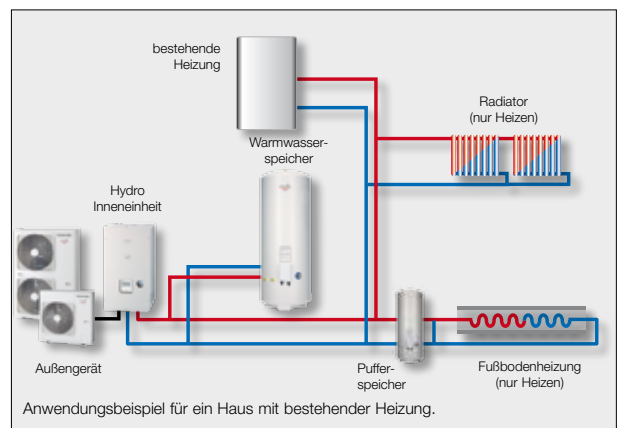 bestehende
Heizung
Radiator
(nur Heizen)
Warmwasser-
speicher
Hydro
Inneneinheit
Außengerät
Puffer-
speicher
Fußbodenheizung
(nur Heizen)
Anwendungsbeispiel für ein Haus mit bestehender Heizung.